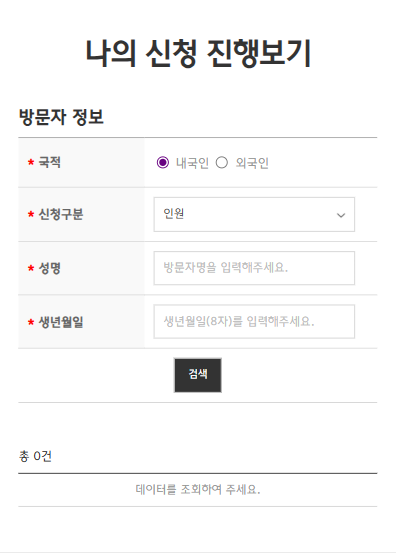 나의 신청 진행보기
방문자 정보
* 국적
내국인 외국인
* 신청구분
인원
* 성명
방문자명을 입력해주세요.
* 생년월일
생년월일(8자)를 입력해주세요.
검색
총 0건
데이터를 조회하여 주세요.